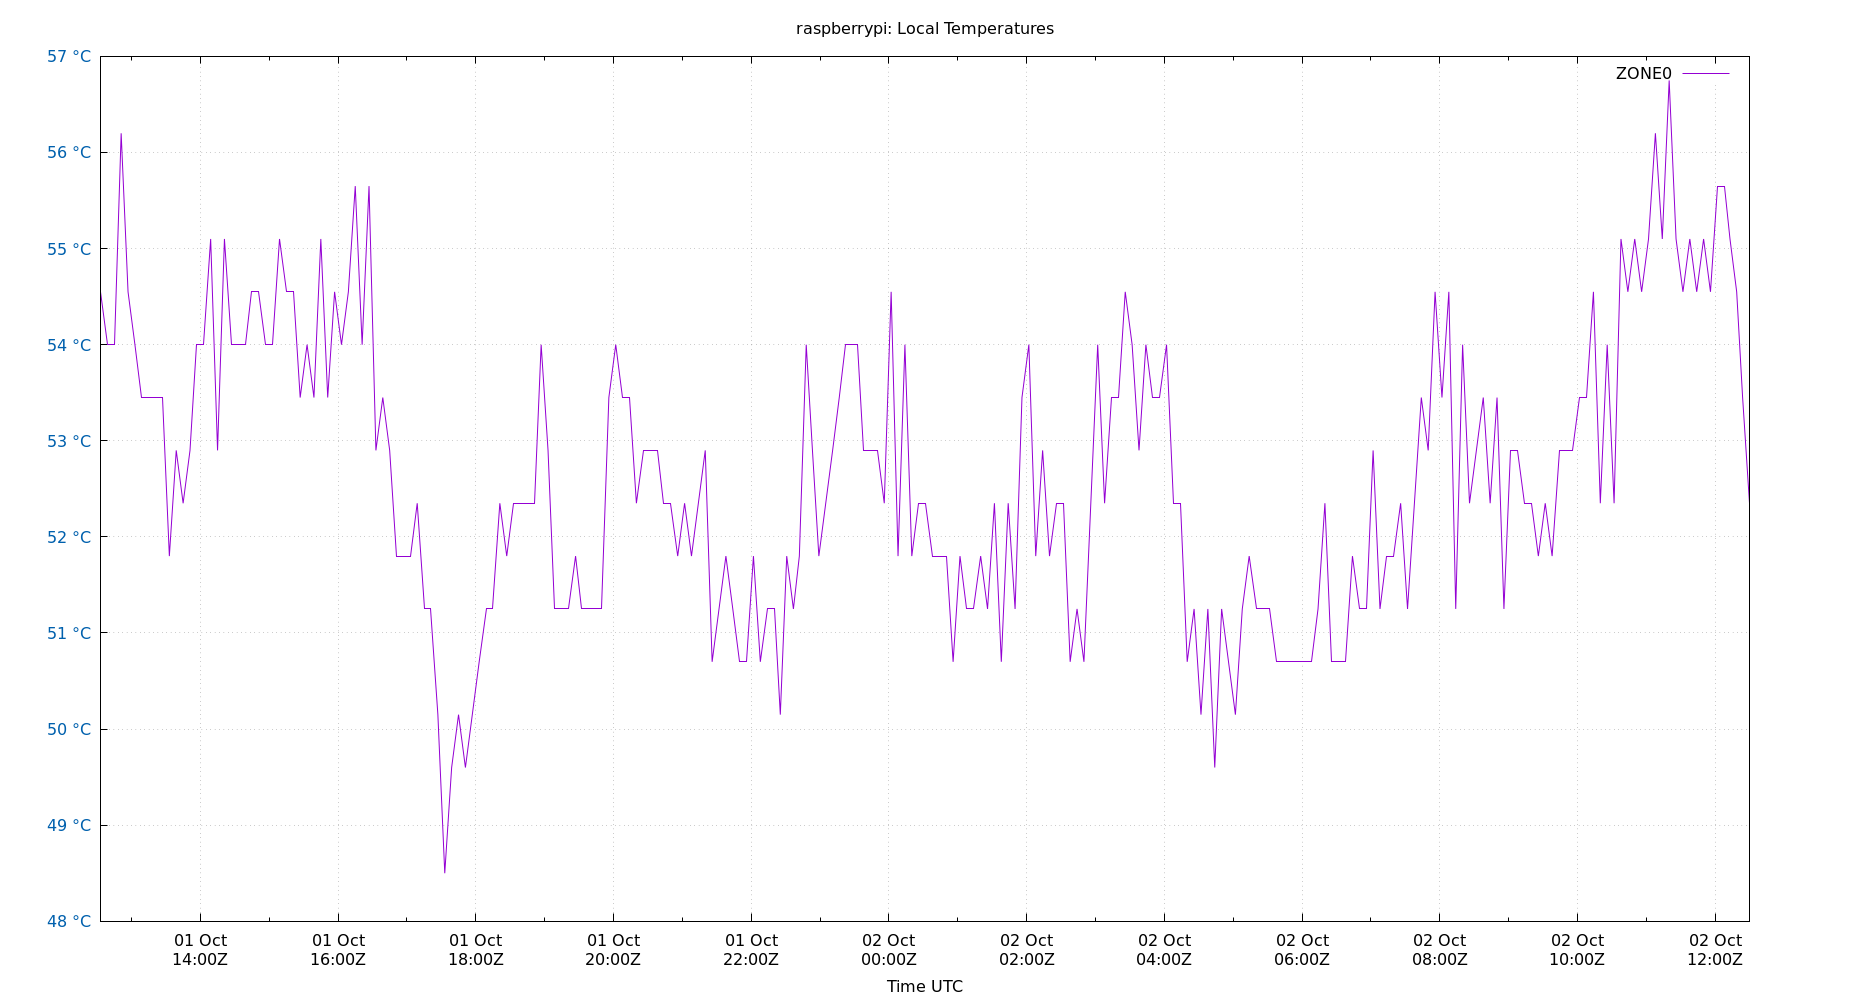 raspberrypi: Local Temperatures
57 °C
ZONE0
56 °C
55 °C
54 °C
53 °C
52 °C
51 °C
50 °C
49 °C
48 °C
01 Oct 01 Oct 01 Oct 01 Oct 01 Oct 02 Oct 02 Oct 02 Oct 02 Oct 02 Oct 02 Oct 02 Oct
14:00Z 16:00Z 18:00Z 20:00Z 22:00Z 00:00Z 02:00Z 04:00Z 06:00Z 08:00Z 10:00Z 12:00Z
Time UTC